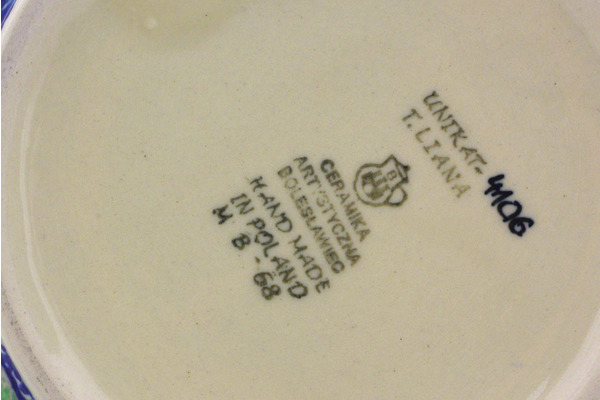 UNIKAT-4106
T. LIANA
B
CERAMIKA
ARTYSTYCZNA
BOLESŁAWIEC
HAND MADE
IN POLAND
M B-68